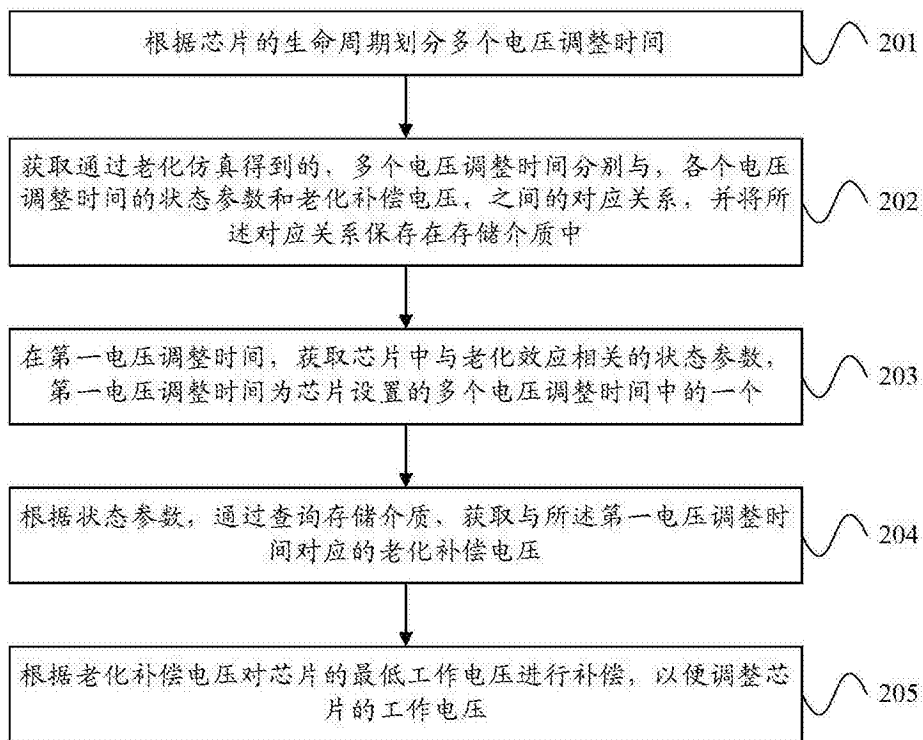 根据芯片的生命周期划分多个电压调整时间
201
获取通过老化仿真得到的，多个电压调整时间分别与，各个电压
调整时间的状态参数和老化补偿电压，之间的对应关系，并将所
述对应关系保存在存储介质中
202
在第一电压调整时间，获取芯片中与老化效应相关的状态参数，
第一电压调整时间为芯片设置的多个电压调整时间中的一个
203
根据状态参数，通过查询存储介质、获取与所述第一电压调整时
间对应的老化补偿电压
204
根据老化补偿电压对芯片的最低工作电压进行补偿，以便调整芯
片的工作电压
205